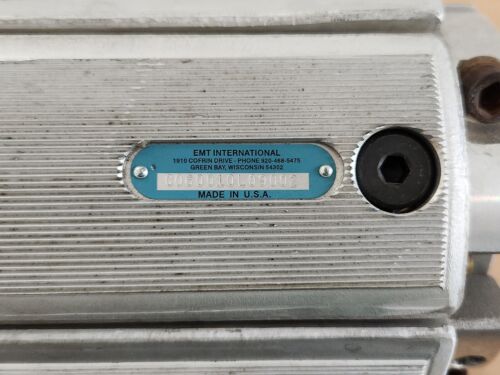 EMT INTERNATIONAL
1910 COFRIN DRIVE - PHONE 920-468-5475
GREEN BAY, WISCONSIN 54302
MADE IN U.S.A.